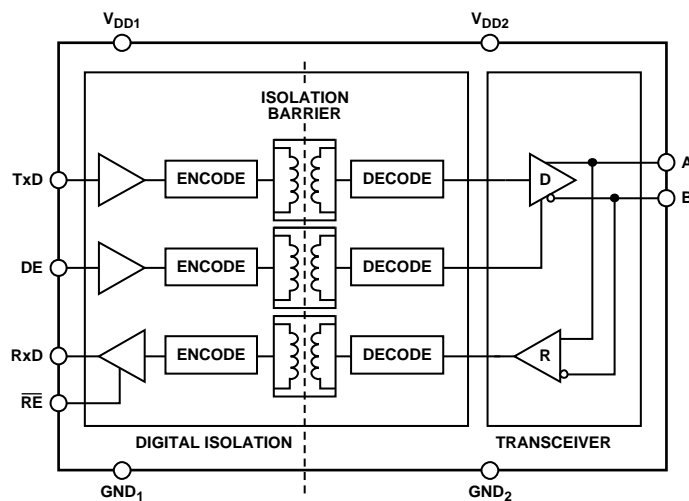 VDD1
VDD2
ISOLATION
BARRIER
TxD
ENCODE
DECODE
D
A
B
DE
ENCODE
DECODE
RxD
ENCODE
DECODE
R
RE
DIGITAL ISOLATION
TRANSCEIVER
GND1
GND2